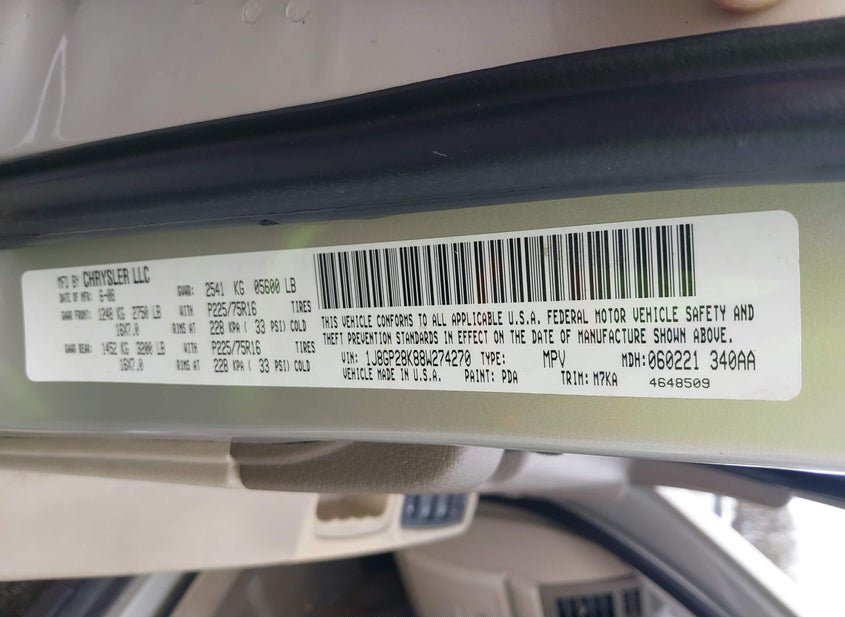 MFD BY CHRYSLER LLC
DATE OF MFR: 6-08
GVWR: 2541 KG 05600 LB
GAWR FRONT: 1248 KG 2750 LB WITH P225/75R16 TIRES
16X7.0 RIMS AT 228 KPA ( 33 PSI) COLD
GAWR REAR: 1452 KG 3200 LB WITH P225/75R16 TIRES
16X7.0 RIMS AT 228 KPA ( 33 PSI) COLD
THIS VEHICLE CONFORMS TO ALL APPLICABLE U.S.A. FEDERAL MOTOR VEHICLE SAFETY AND
THEFT PREVENTION STANDARDS IN EFFECT ON THE DATE OF MANUFACTURE SHOWN ABOVE.
VIN: 1J8GP28K88W274270 TYPE: MPV MDH:060221 340AA
VEHICLE MADE IN U.S.A. PAINT: PDA TRIM: M7KA 4648509